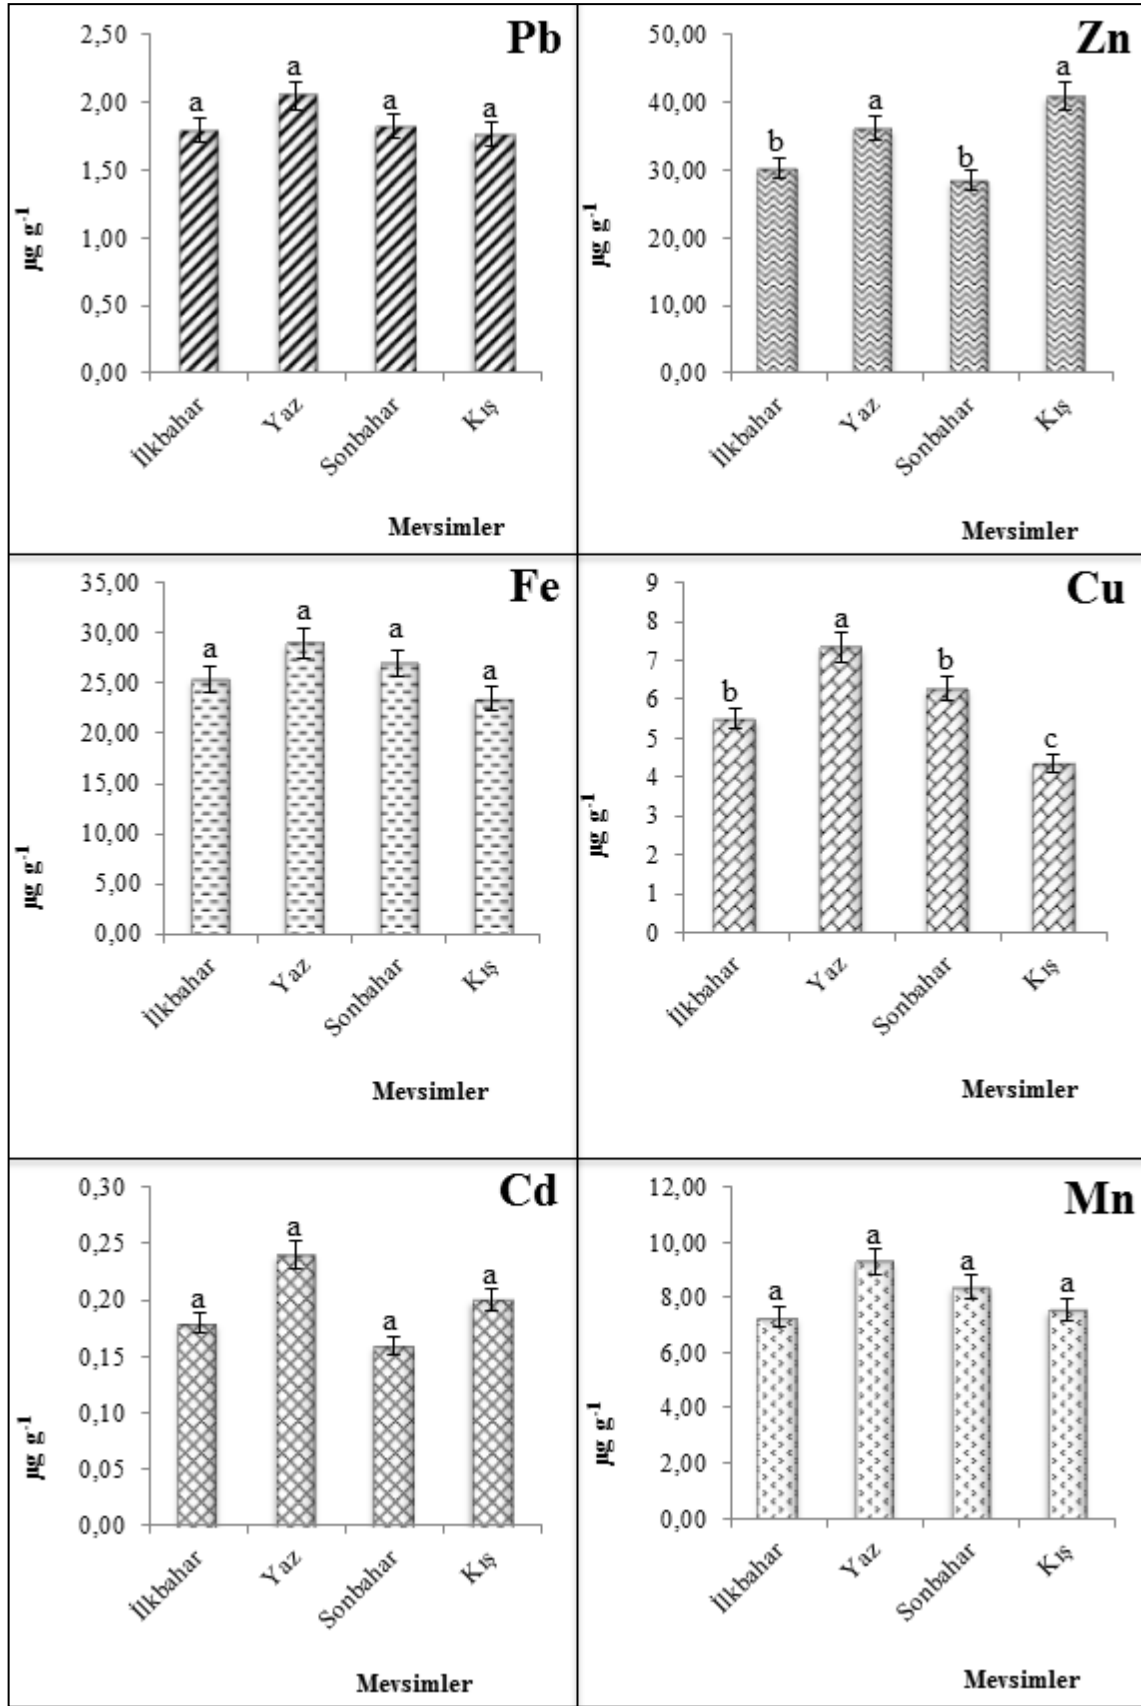 Pb
2,50
2,00
1,50
1,00
0,50
0,00
µg g-1
a a a a
İlkbahar Yaz Sonbahar Kış
Mevsimler
Zn
50,00
40,00
30,00
20,00
10,00
0,00
µg g-1
b a b a
İlkbahar Yaz Sonbahar Kış
Mevsimler
Fe
35,00
30,00
25,00
20,00
15,00
10,00
5,00
0,00
µg g-1
a a a a
İlkbahar Yaz Sonbahar Kış
Mevsimler
Cu
9
8
7
6
5
4
3
2
1
0
µg g-1
b a b c
İlkbahar Yaz Sonbahar Kış
Mevsimler
Cd
0,30
0,25
0,20
0,15
0,10
0,05
0,00
µg g-1
a a a a
İlkbahar Yaz Sonbahar Kış
Mevsimler
Mn
12,00
10,00
8,00
6,00
4,00
2,00
0,00
µg g-1
a a a a
İlkbahar Yaz Sonbahar Kış
Mevsimler